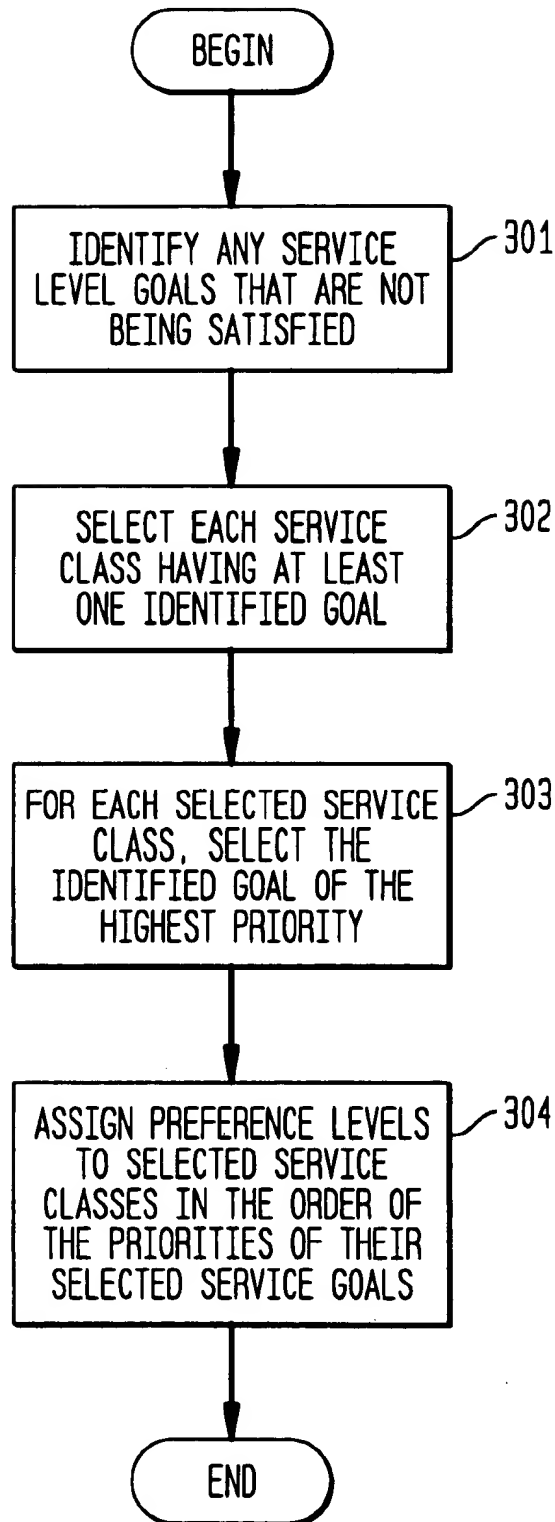 BEGIN
IDENTIFY ANY SERVICE
LEVEL GOALS THAT ARE NOT
BEING SATISFIED
301
SELECT EACH SERVICE
CLASS HAVING AT LEAST
ONE IDENTIFIED GOAL
302
FOR EACH SELECTED SERVICE
CLASS, SELECT THE
IDENTIFIED GOAL OF THE
HIGHEST PRIORITY
303
ASSIGN PREFERENCE LEVELS
TO SELECTED SERVICE
CLASSES IN THE ORDER OF
THE PRIORITIES OF THEIR
SELECTED SERVICE GOALS
304
END